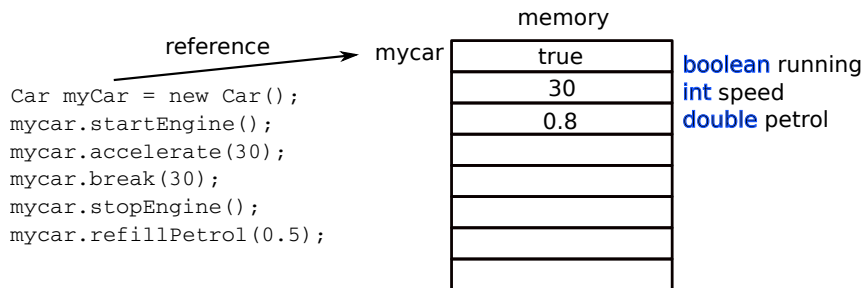 memory
reference
mycar
true
boolean running
30
int speed
0.8
double petrol
Car myCar = new Car();
mycar.startEngine();
mycar.accelerate(30);
mycar.break(30);
mycar.stopEngine();
mycar.refillPetrol(0.5);